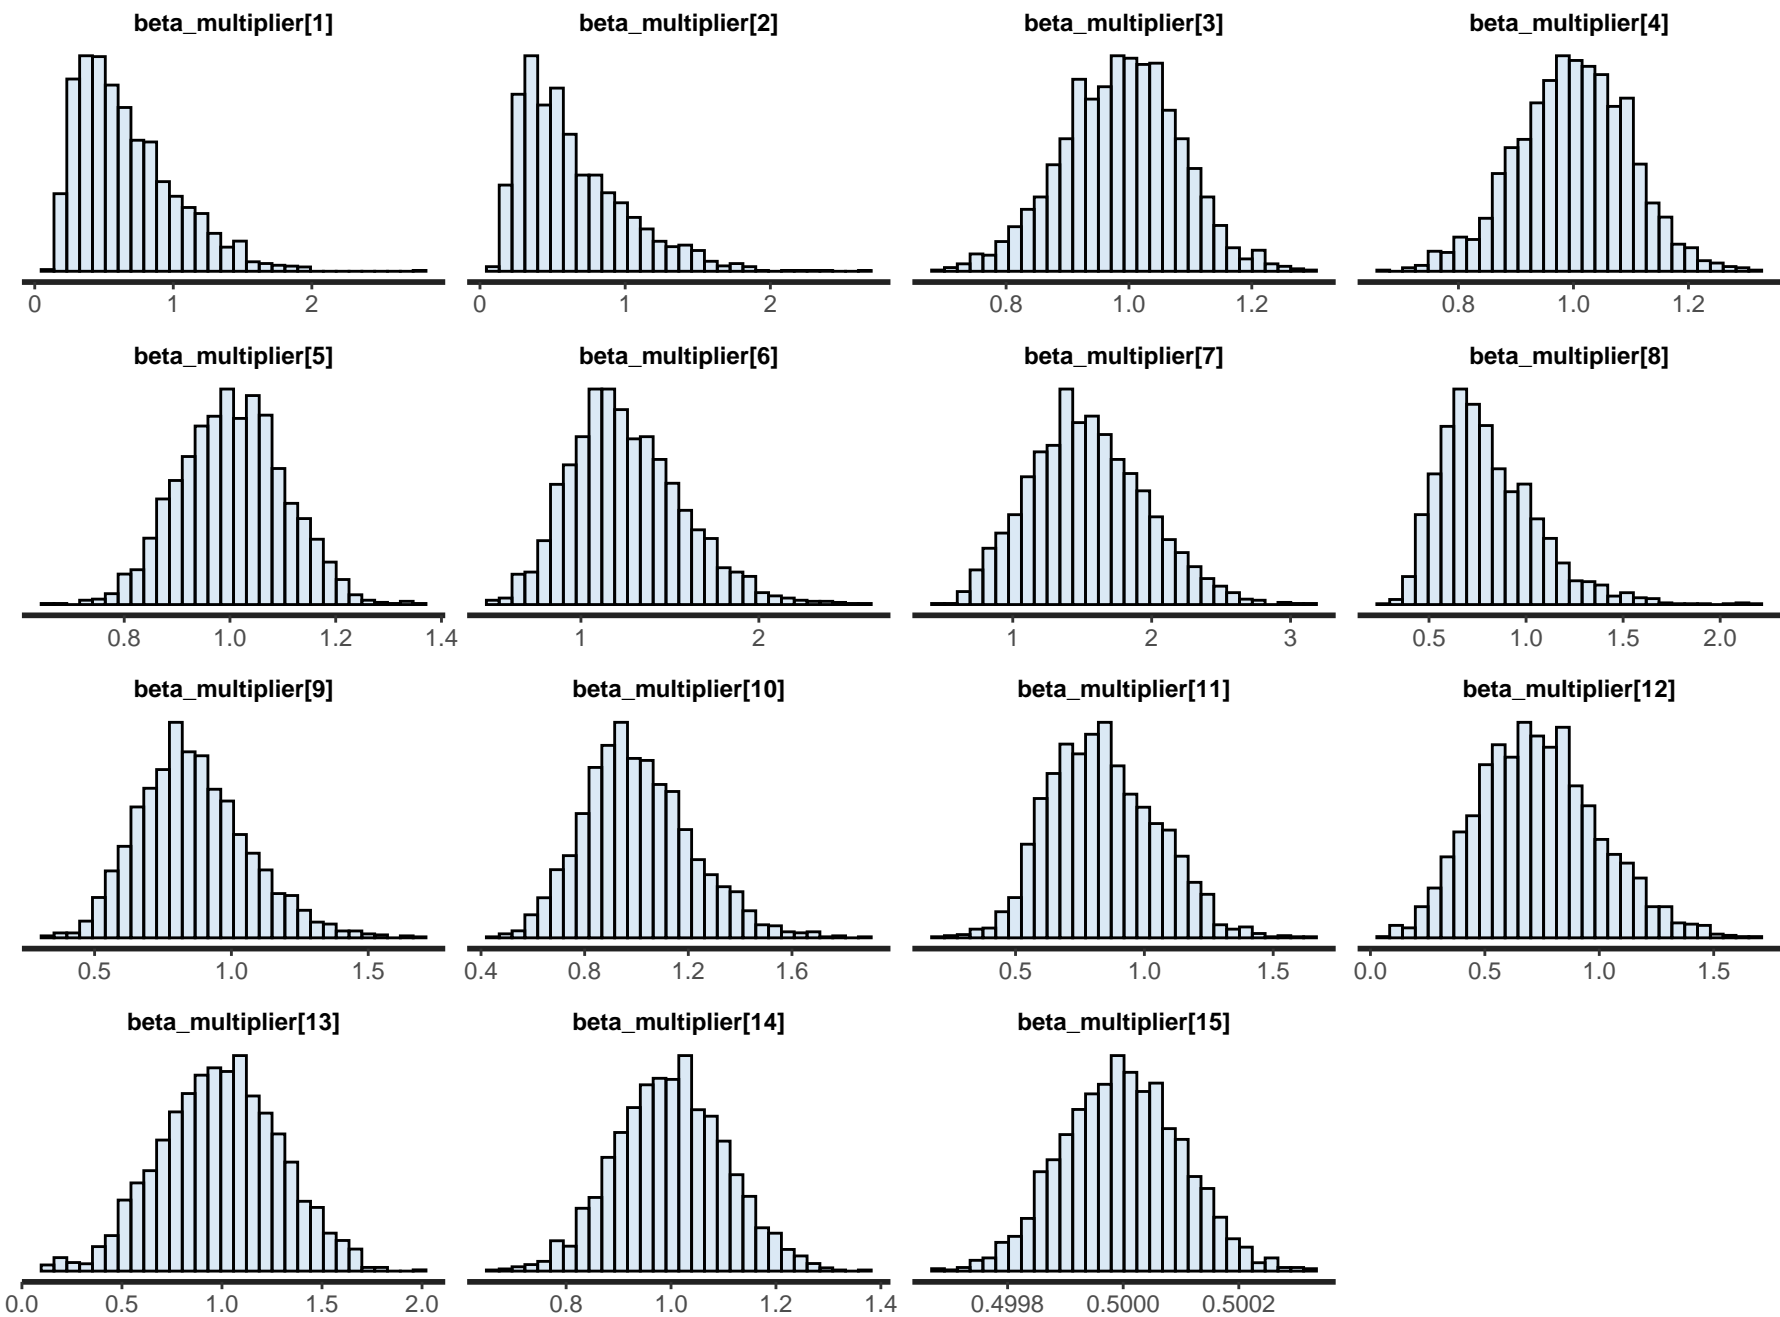 beta_multiplier[1] beta_multiplier[2] beta_multiplier[3] beta_multiplier[4]
0 1 2 0 1 2 0.8 1.0 1.2 0.8 1.0 1.2
beta_multiplier[5] beta_multiplier[6] beta_multiplier[7] beta_multiplier[8]
0.8 1.0 1.2 1.4 1 2 1 2 3 0.5 1.0 1.5 2.0
beta_multiplier[9] beta_multiplier[10] beta_multiplier[11] beta_multiplier[12]
0.5 1.0 1.5 0.4 0.8 1.2 1.6 0.5 1.0 1.5 0.0 0.5 1.0 1.5
beta_multiplier[13] beta_multiplier[14] beta_multiplier[15]
0.0 0.5 1.0 1.5 2.0 0.8 1.0 1.2 1.4 0.4998 0.5000 0.5002